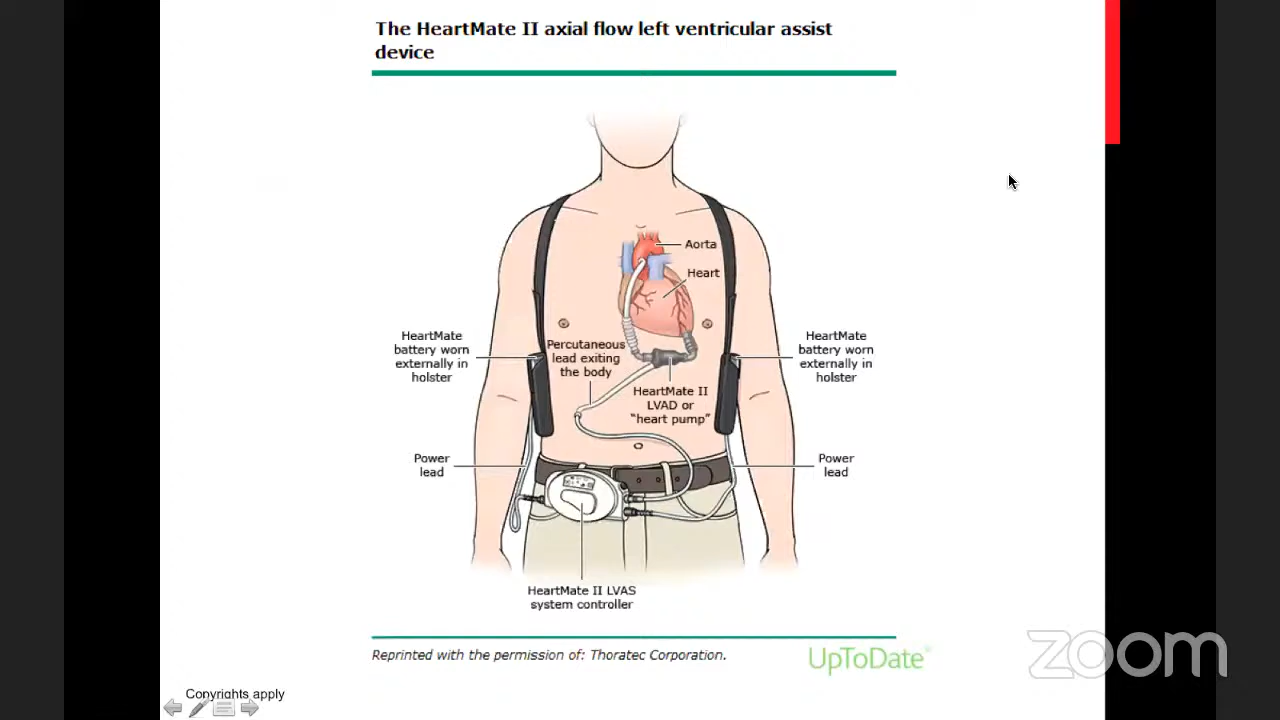 The HeartMate II axial flow left ventricular assist
device
Aorta
Heart
HeartMate
battery worn
externally in
holster
Percutaneous
lead exiting
the body
HeartMate
battery worn
externally in
holster
HeartMate II
LVAD or
"heart pump"
Power
lead
Power
lead
HeartMate II LVAS
system controller
Reprinted with the permission of: Thoratec Corporation.
UpToDate®
zoom
Copyrights apply